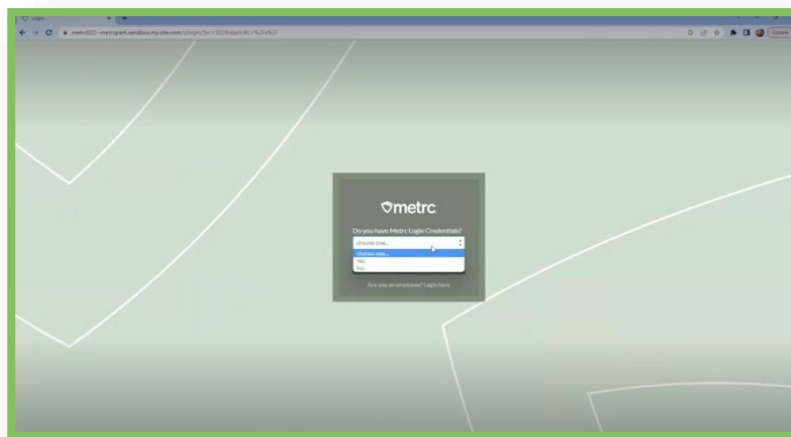 Login
metrc
Do you have Metrc Login Credentials?
choose one...
choose one...
Yes
No
Are you an employee? Login here